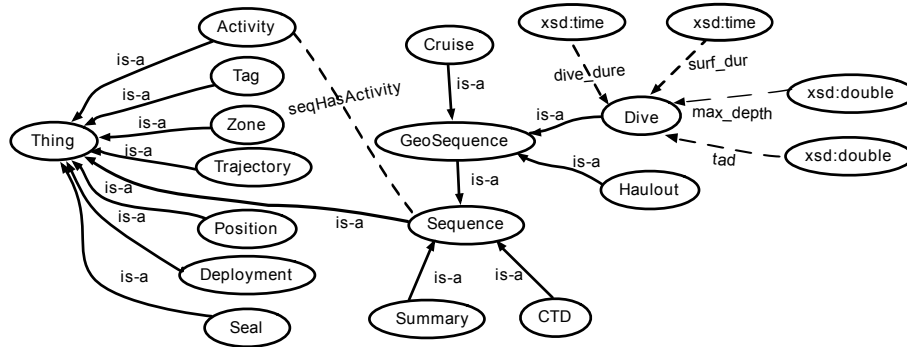 Activity
xsd:time
xsd:time
Cruise
is-a
Tag
is-a
dive_dure
surf_dur
is-a
seqHasActivity
xsd:double
is-a
Zone
is-a
Dive
max_depth
Thing
GeoSequence
is-a
Trajectory
tad
xsd:double
is-a
is-a
is-a
Haulout
is-a
Position
is-a
Sequence
is-a
Deployment
is-a
is-a
is-a
Seal
Summary
CTD